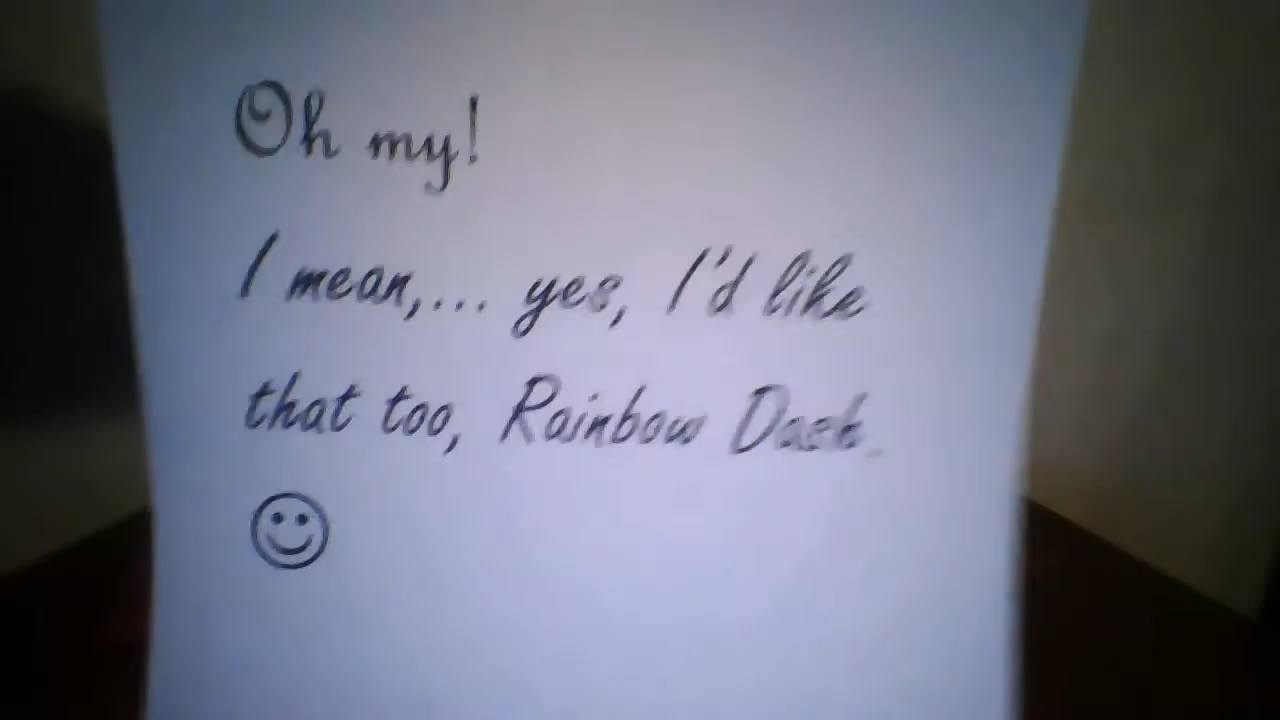 Oh my!
I mean,... yes, I'd like
that too, Rainbow Dash.
☺